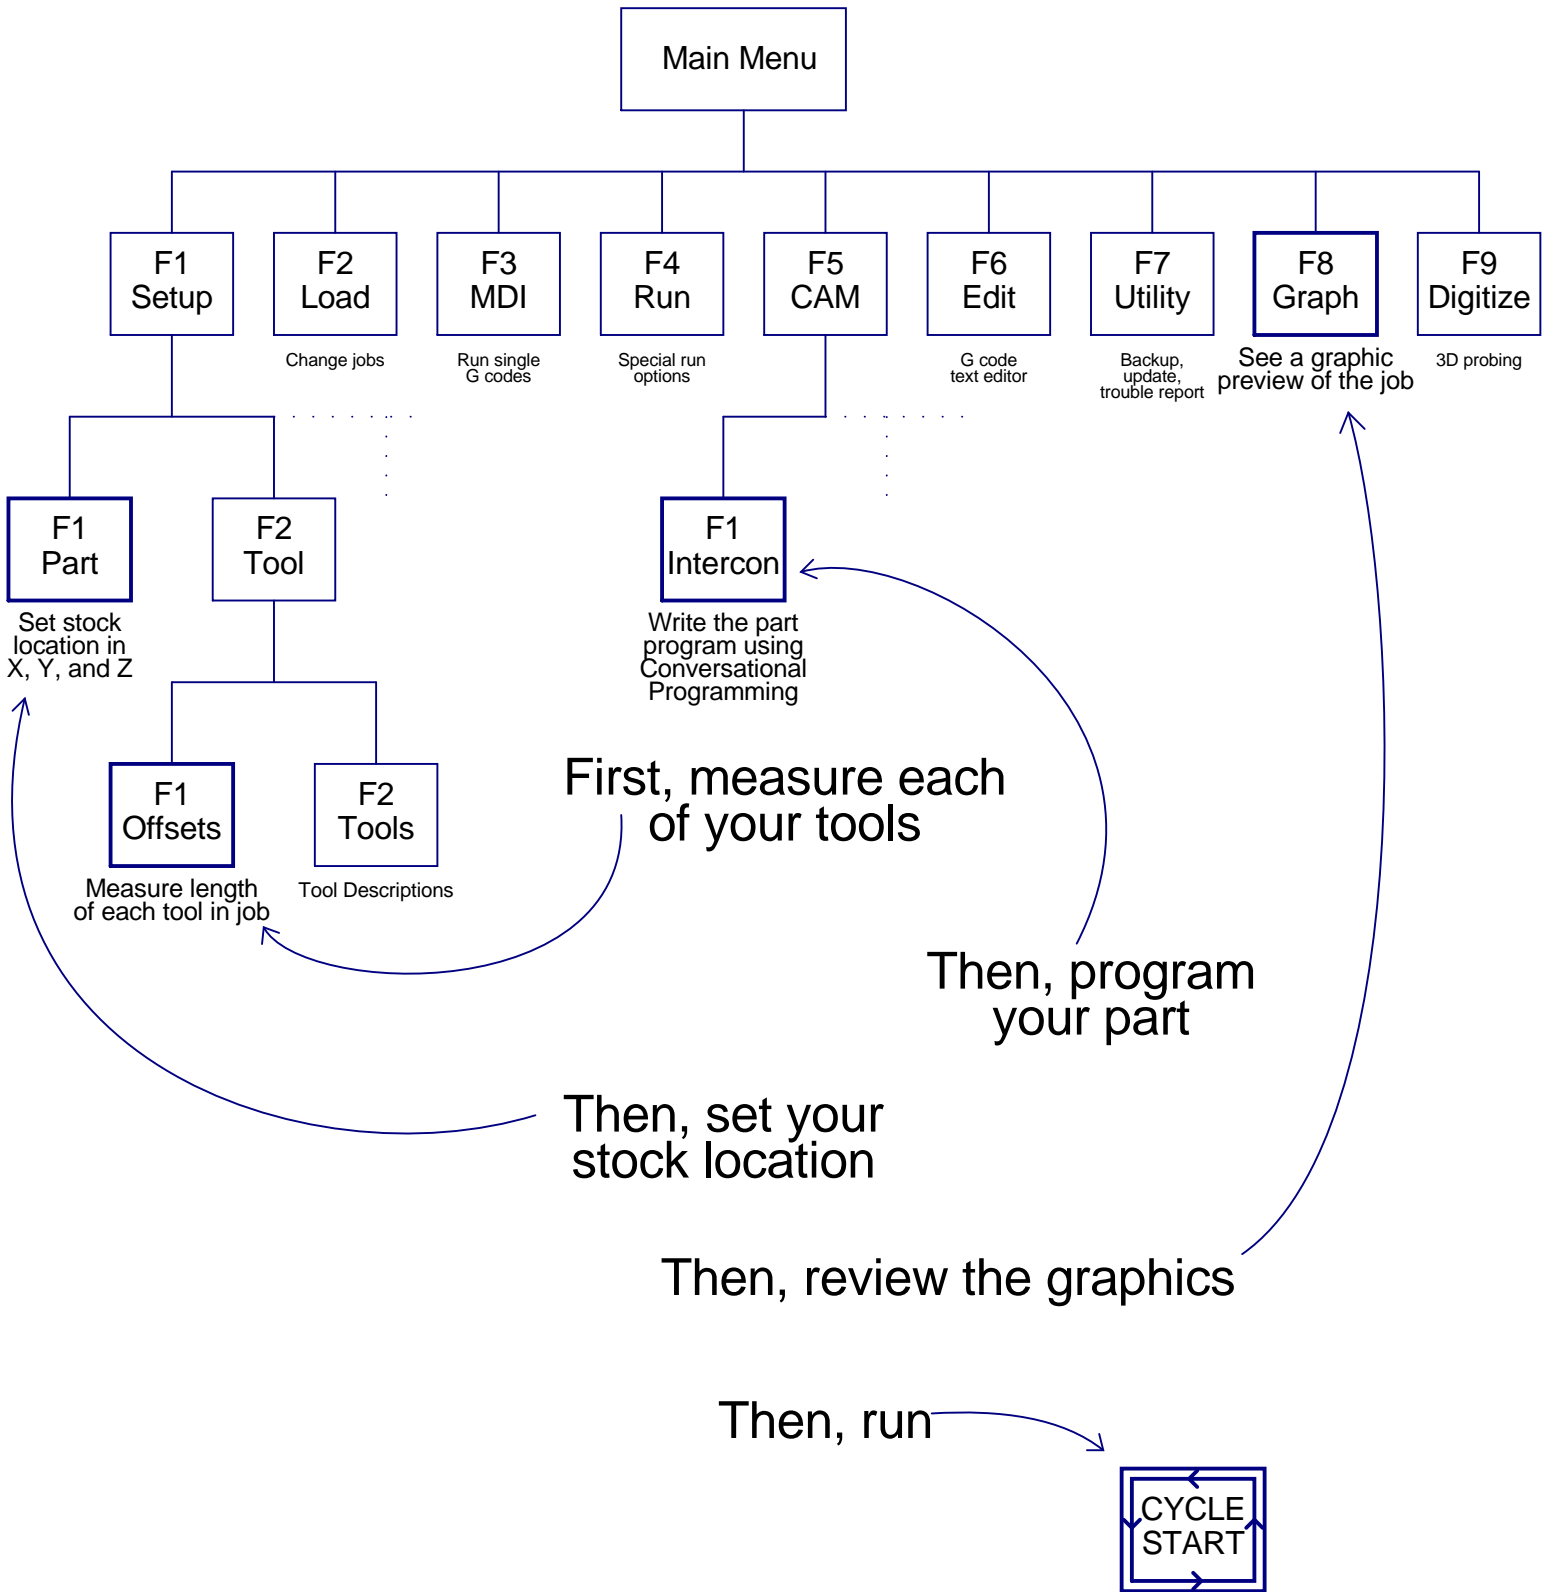 Main Menu
F1
Setup
F2
Load
F3
MDI
F4
Run
F5
CAM
F6
Edit
F7
Utility
F8
Graph
F9
Digitize
Change jobs
Run single
G codes
Special run
options
G code
text editor
Backup,
update,
trouble report
See a graphic
preview of the job
3D probing
F1
Part
F2
Tool
F1
Intercon
Set stock
location in
X, Y, and Z
Write the part
program using
Conversational
Programming
F1
Offsets
F2
Tools
Measure length
of each tool in job
Tool Descriptions
First, measure each
of your tools
Then, program
your part
Then, set your
stock location
Then, review the graphics
Then, run
CYCLE
START